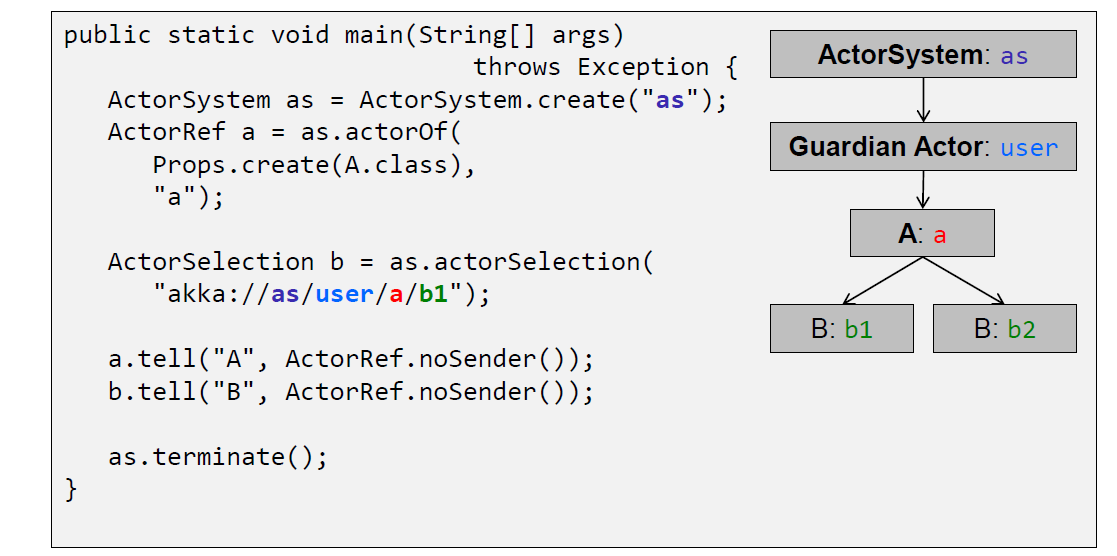 public static void main(String[] args)
throws Exception {
ActorSystem as = ActorSystem.create("as");
ActorRef a = as.actorOf(
Props.create(A.class),
"a");
ActorSelection b = as.actorSelection(
"akka://as/user/a/b1");
a.tell("A", ActorRef.noSender());
b.tell("B", ActorRef.noSender());
as.terminate();
}
ActorSystem: as
Guardian Actor: user
A: a
B: b1
B: b2